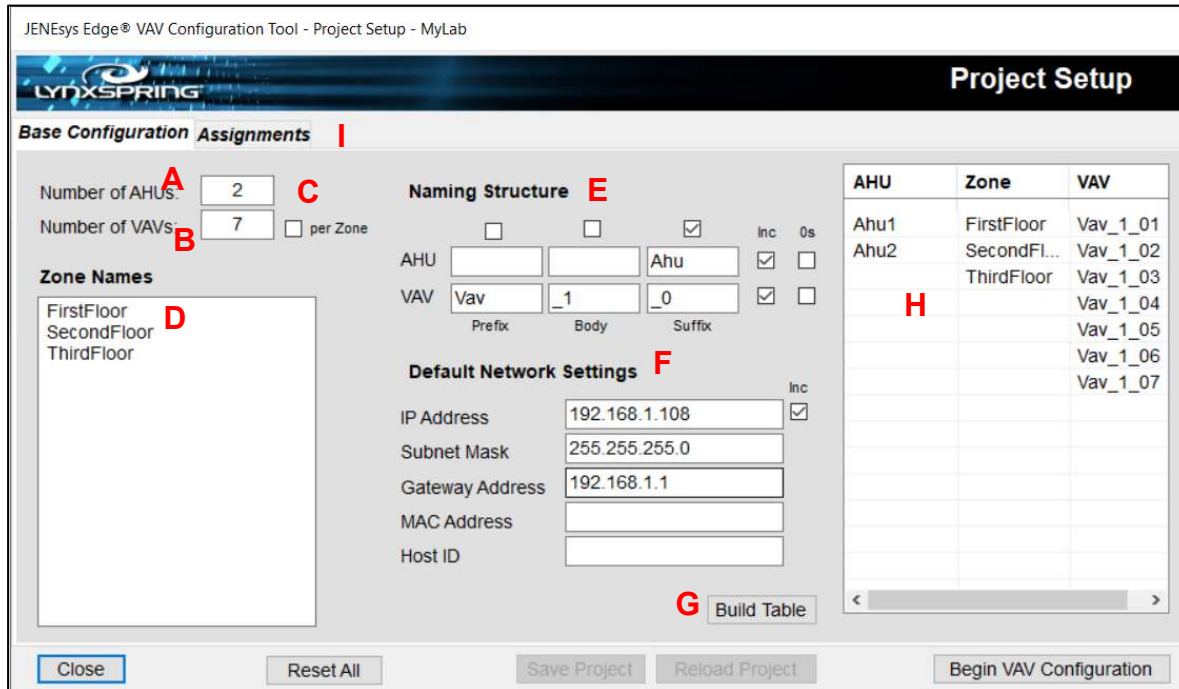 JENEsys Edge® VAV Configuration Tool - Project Setup - MyLab
LYNXSPRING
Project Setup
Base Configuration Assignments I
A
Number of AHUs: 2 C
Number of VAVs: 7 per Zone
B
Zone Names
FirstFloor
SecondFloor
ThirdFloor
D
Naming Structure E
Inc 0s
AHU Ahu
VAV Vav _1 _0
Prefix Body Suffix
Default Network Settings F
Inc
IP Address 192.168.1.108
Subnet Mask 255.255.255.0
Gateway Address 192.168.1.1
MAC Address
Host ID
G Build Table
AHU Zone VAV
Ahu1 FirstFloor Vav_1_01
Ahu2 SecondFl... Vav_1_02
ThirdFloor Vav_1_03
H Vav_1_04
Vav_1_05
Vav_1_06
Vav_1_07
Close Reset All Save Project Reload Project Begin VAV Configuration